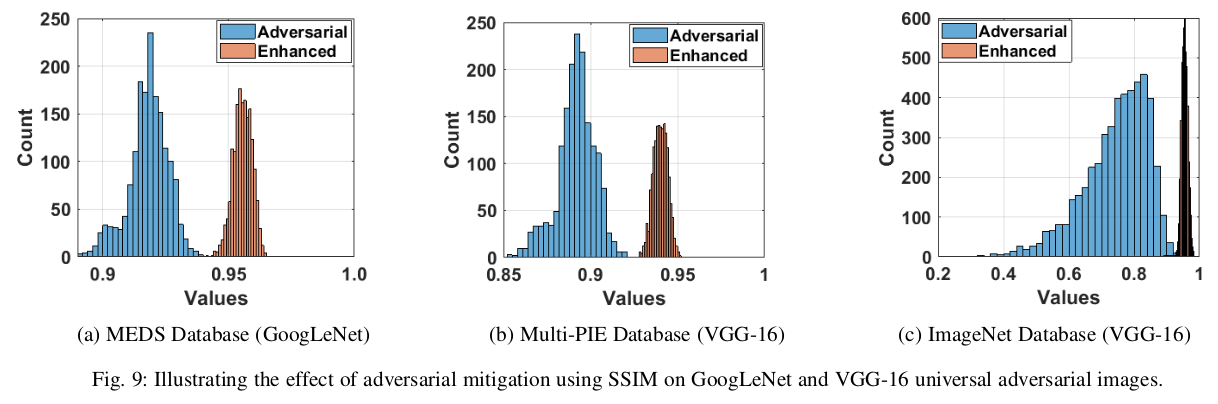 250
200
150
100
50
0
Count
0.9
0.95
1.0
Values
Adversarial
Enhanced
(a) MEDS Database (GoogLeNet)
250
200
150
100
50
0
Count
0.85
0.9
0.95
1
Values
Adversarial
Enhanced
(b) Multi-PIE Database (VGG-16)
600
500
400
300
200
100
0
Count
0.2
0.4
0.6
0.8
1
Values
Adversarial
Enhanced
(c) ImageNet Database (VGG-16)
Fig. 9: Illustrating the effect of adversarial mitigation using SSIM on GoogLeNet and VGG-16 universal adversarial images.